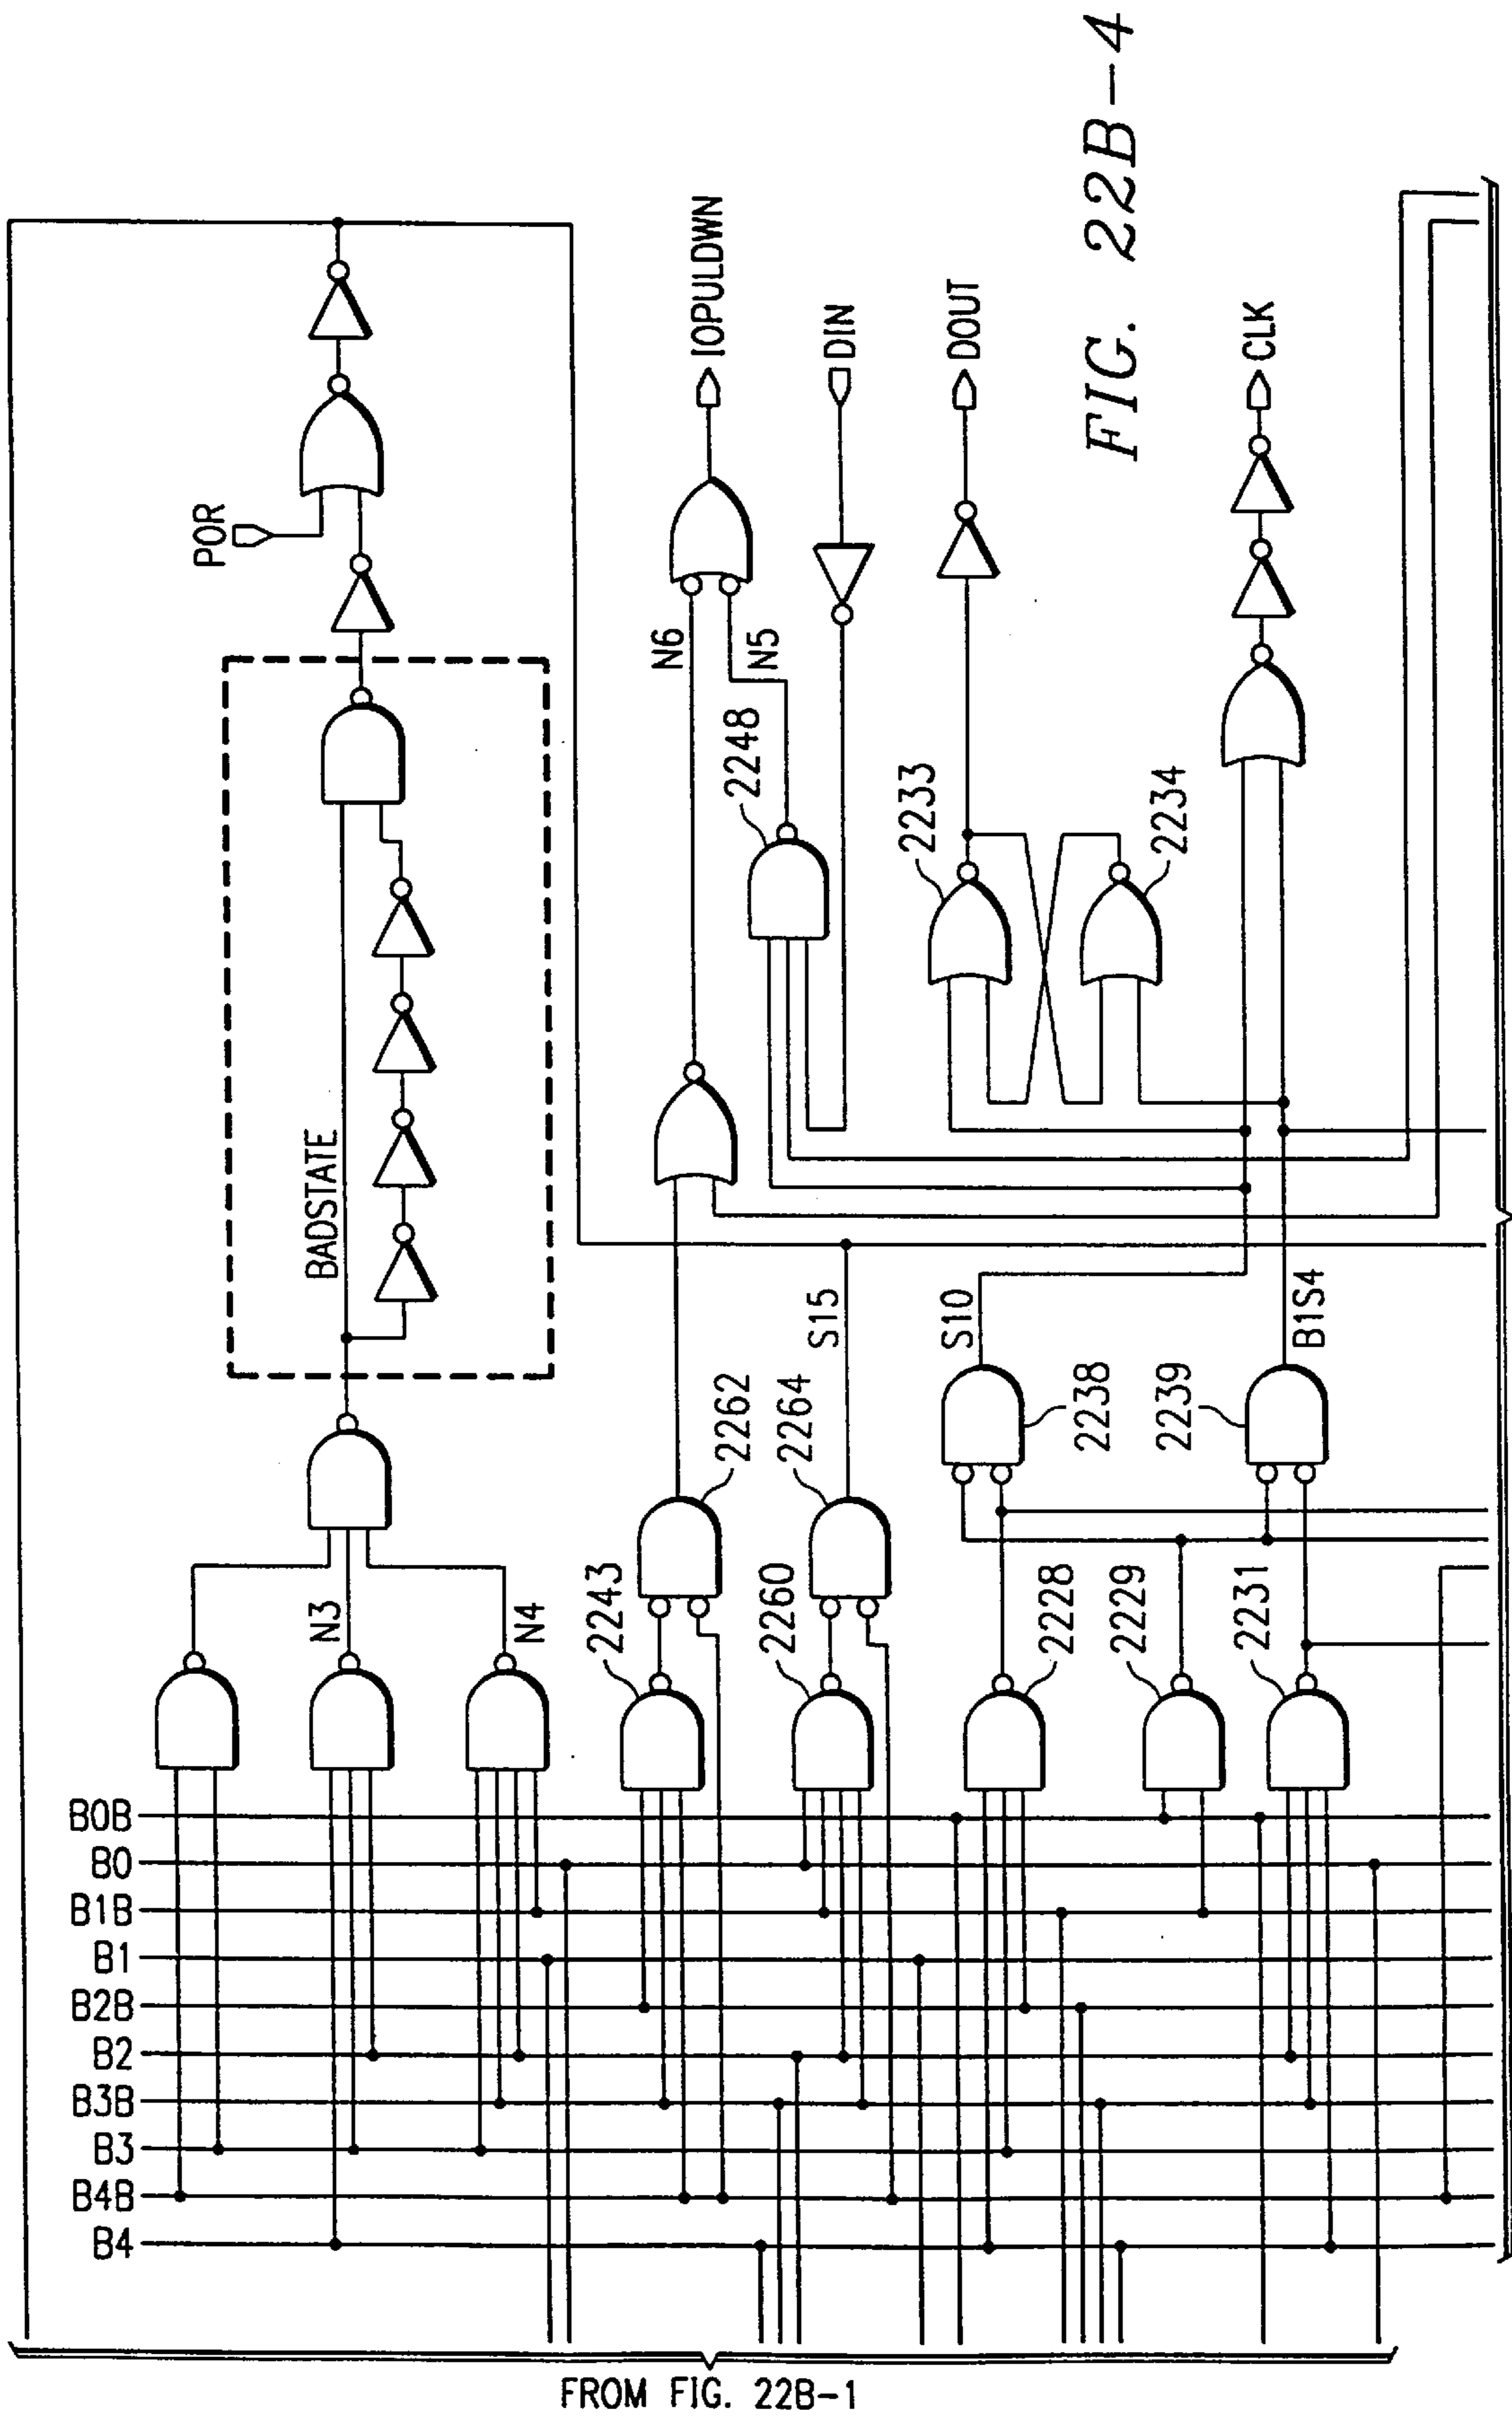 POR
BADSTATE
N3
N4
IOPULDWN
N6
N5
DIN
2248
2243
2262
2260
2264
S15
DOUT
2233
2234
S10
2238
2239
B1S4
CLK
2228
2229
2231
B0B
B0
B1B
B1
B2B
B2
B3B
B3
B4B
B4
FROM FIG. 22B-1
FIG. 22B-4